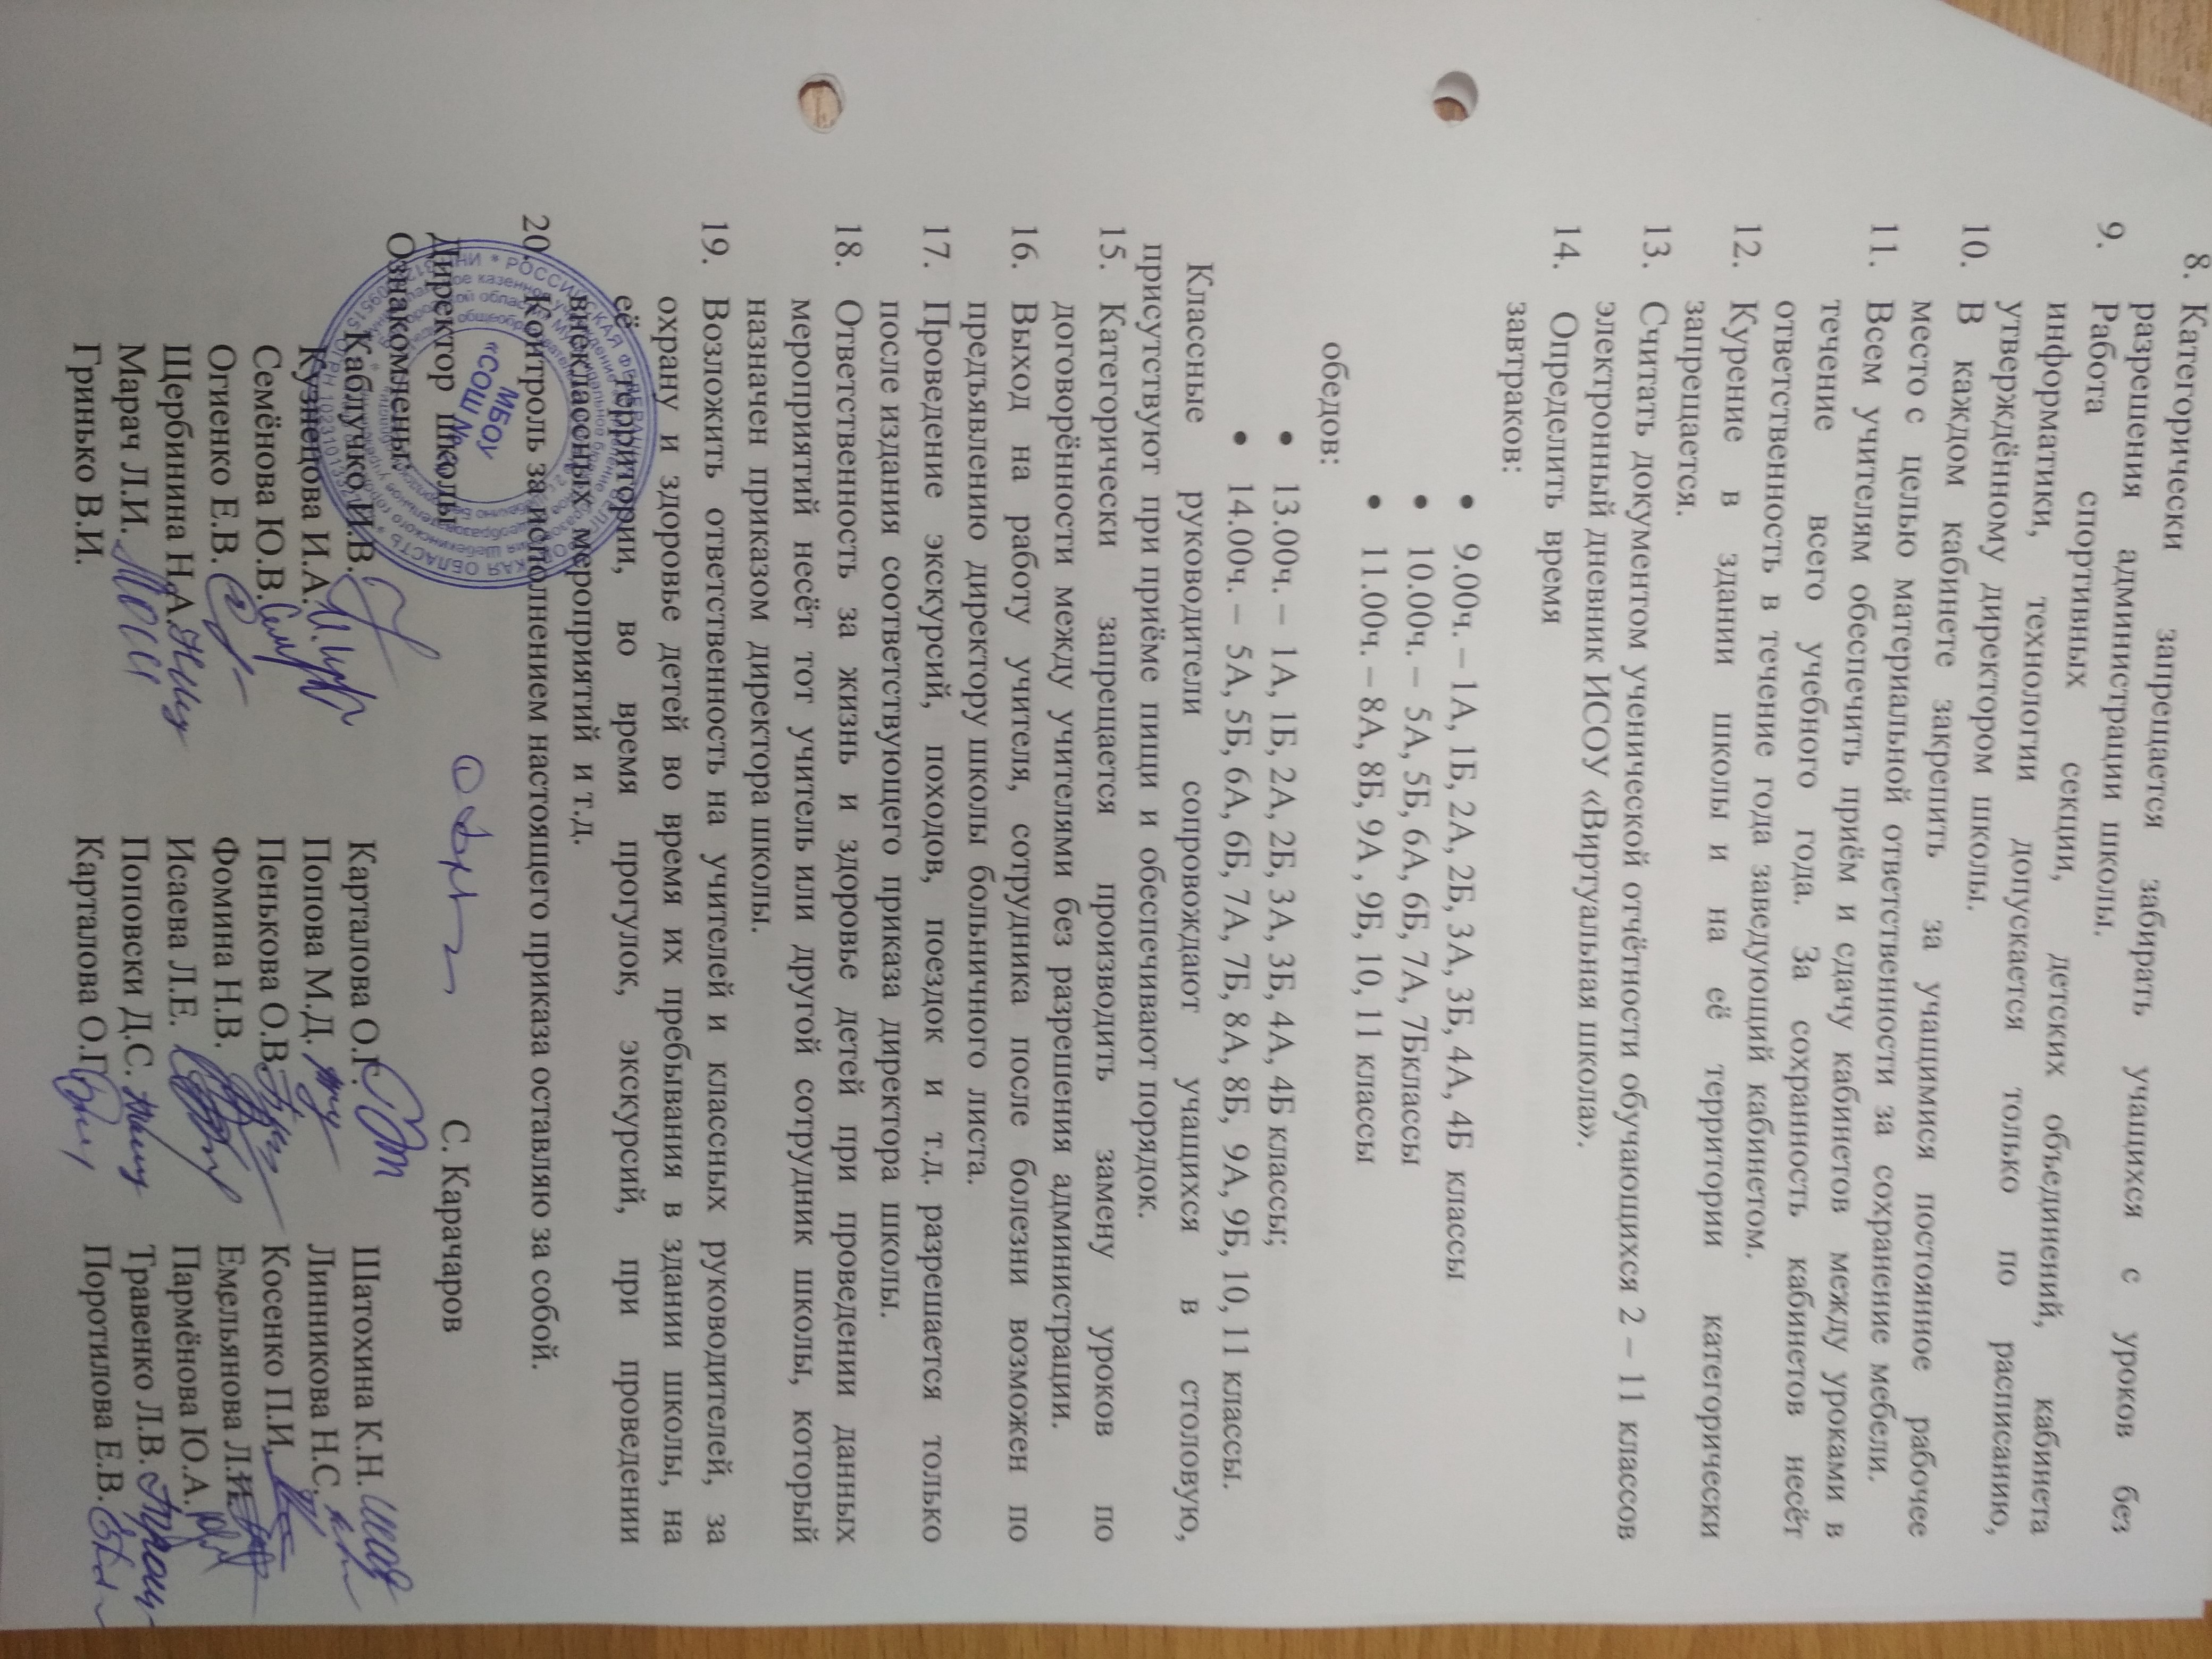 8. Категорически запрещается забирать учащихся с уроков без
разрешения администрации школы.
9. Работа спортивных секции, детских объединений, кабинета
информатики, технологии допускается только по расписанию,
утверждённому директором школы.
10. В каждом кабинете закрепить за учащимися постоянное рабочее
место с целью материальной ответственности за сохранение мебели.
11. Всем учителям обеспечить приём и сдачу кабинетов между уроками в
течение всего учебного года. За сохранность кабинетов несёт
ответственность в течение года заведующий кабинетом.
12. Курение в здании школы и на её территории категорически
запрещается.
13. Считать документом ученической отчётности обучающихся 2 – 11 классов
электронный дневник ИСОУ «Виртуальная школа».
14. Определить время
завтраков:
• 9.00ч. – 1А, 1Б, 2А, 2Б, 3А, 3Б, 4А, 4Б классы
• 10.00ч. – 5А, 5Б, 6А, 6Б, 7А, 7Бклассы
• 11.00ч. – 8А, 8Б, 9А , 9Б, 10, 11 классы
обедов:
• 13.00ч. – 1А, 1Б, 2А, 2Б, 3А, 3Б, 4А, 4Б классы;
• 14.00ч. – 5А, 5Б, 6А, 6Б, 7А, 7Б, 8А, 8Б, 9А, 9Б, 10, 11 классы.
Классные руководители сопровождают учащихся в столовую,
присутствуют при приёме пищи и обеспечивают порядок.
15. Категорически запрещается производить замену уроков по
договорённости между учителями без разрешения администрации.
16. Выход на работу учителя, сотрудника после болезни возможен по
предъявлению директору школы больничного листа.
17. Проведение экскурсий, походов, поездок и т.д. разрешается только
после издания соответствующего приказа директора школы.
18. Ответственность за жизнь и здоровье детей при проведении данных
мероприятий несёт тот учитель или другой сотрудник школы, который
назначен приказом директора школы.
19. Возложить ответственность на учителей и классных руководителей, за
охрану и здоровье детей во время их пребывания в здании школы, на
её территории, во время прогулок, экскурсий, при проведении
внеклассных мероприятий и т.д.
20. Контроль за исполнением настоящего приказа оставляю за собой.
Директор школы С. Карачаров
Ознакомлены:
Каблучко И.В. Карталова О.Г. Шатохина К.Н.
Кузнецова И.А. Попова М.Д. Линникова Н.С.
Семёнова Ю.В. Пенькова О.В. Косенко П.И.
Огиенко Е.В. Фомина Н.В. Емельянова Л.И.
Щербинина Н.А. Исаева Л.Е. Пармёнова Ю.А.
Марач Л.И. Поповски Д.С. Травенко Л.В.
Гринько В.И. Карталова О.Г. Поротилова Е.В.
МБОУ
"СОШ №